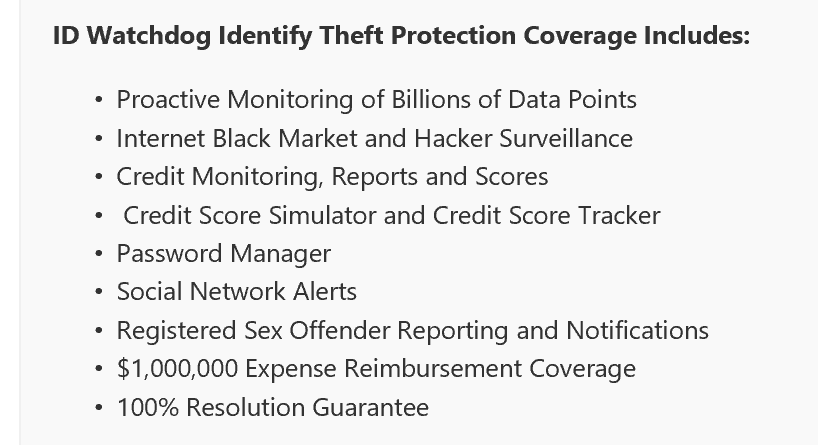 ID Watchdog Identify Theft Protection Coverage Includes:
• Proactive Monitoring of Billions of Data Points
• Internet Black Market and Hacker Surveillance
• Credit Monitoring, Reports and Scores
• Credit Score Simulator and Credit Score Tracker
• Password Manager
• Social Network Alerts
• Registered Sex Offender Reporting and Notifications
• $1,000,000 Expense Reimbursement Coverage
• 100% Resolution Guarantee